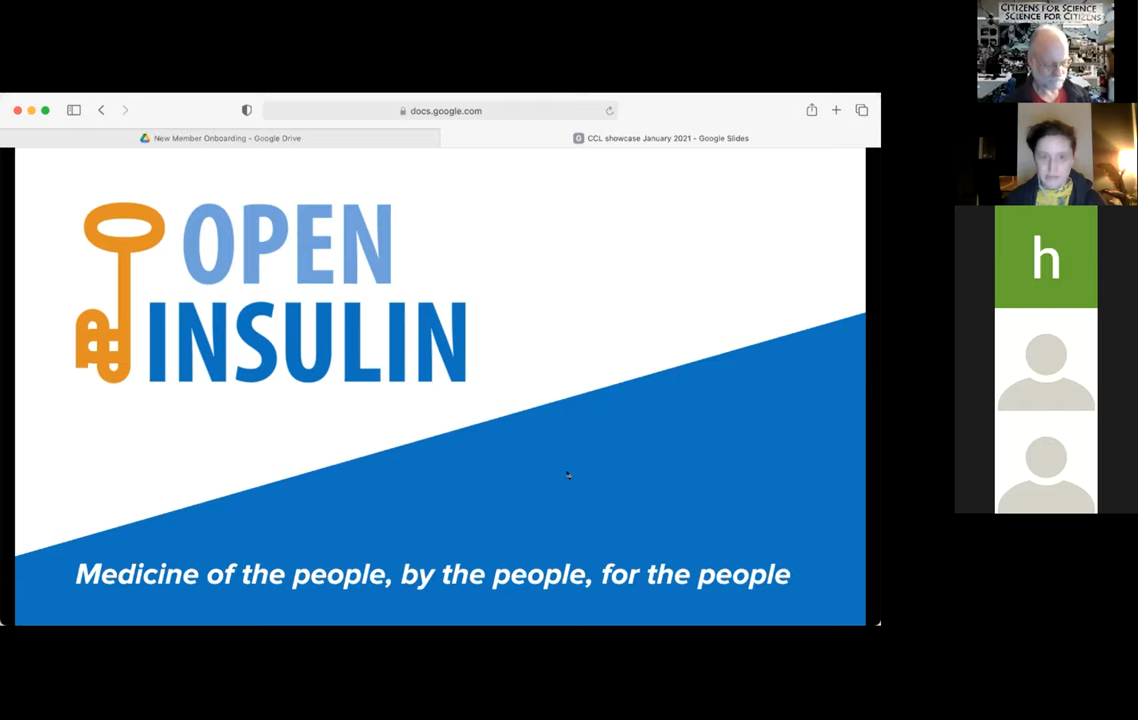 CITIZENS FOR SCIENCE
SCIENCE FOR CITIZENS
docs.google.com
New Member Onboarding - Google Drive
G
CCL showcase January 2021 - Google Slides
OPEN
INSULIN
h
Medicine of the people, by the people, for the people